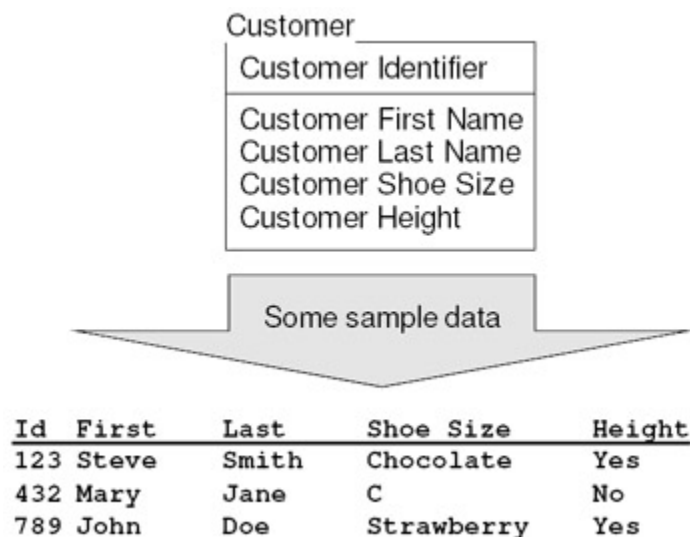 Customer
Customer Identifier
Customer First Name
Customer Last Name
Customer Shoe Size
Customer Height
Some sample data
Id First Last Shoe Size Height
123 Steve Smith Chocolate Yes
432 Mary Jane C No
789 John Doe Strawberry Yes